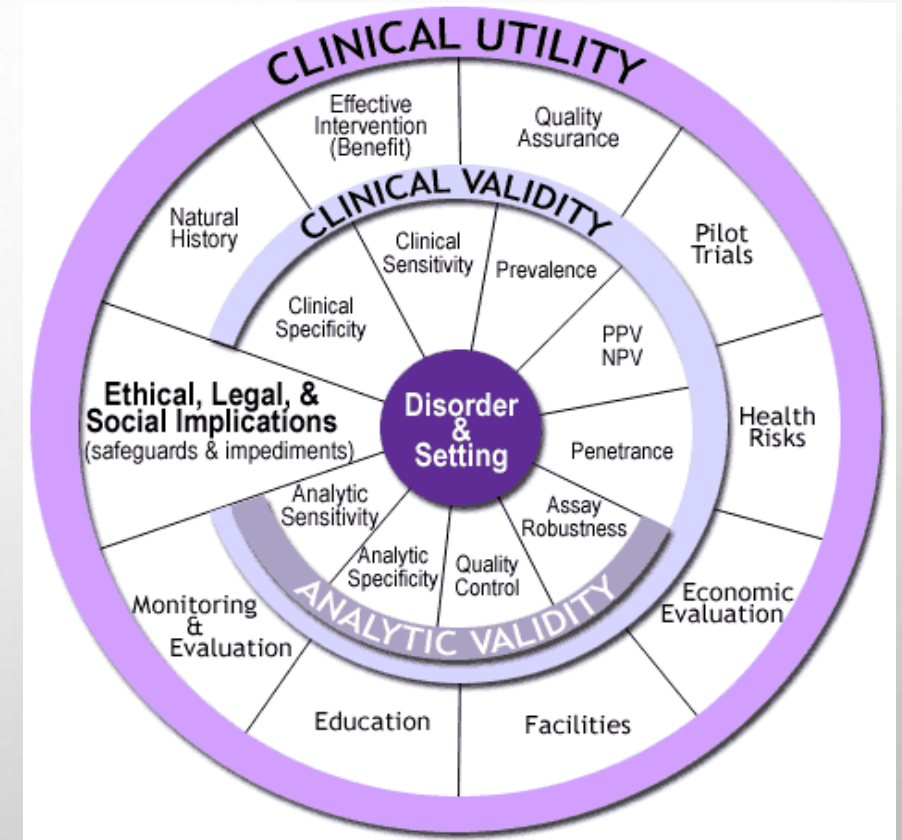 CLINICAL UTILITY
Effective
Intervention
(Benefit)
Quality
Assurance
Natural
History
Pilot
Trials
CLINICAL VALIDITY
Clinical
Sensitivity
Prevalence
Clinical
Specificity
PPV
NPV
Ethical, Legal, &
Social Implications
(safeguards & impediments)
Disorder
&
Setting
Health
Risks
Penetrance
Analytic
Sensitivity
Assay
Robustness
Analytic
Specificity
Quality
Control
ANALYTIC VALIDITY
Monitoring
&
Evaluation
Economic
Evaluation
Education
Facilities